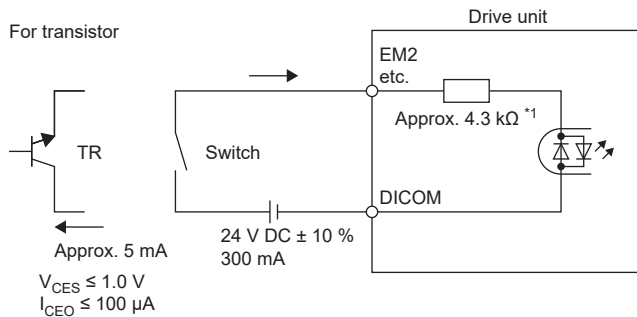 Drive unit
For transistor
EM2
etc.
Approx. 4.3 kΩ *1
TR
Switch
DICOM
24 V DC ± 10 %
300 mA
Approx. 5 mA
VCES ≤ 1.0 V
ICEO ≤ 100 μA